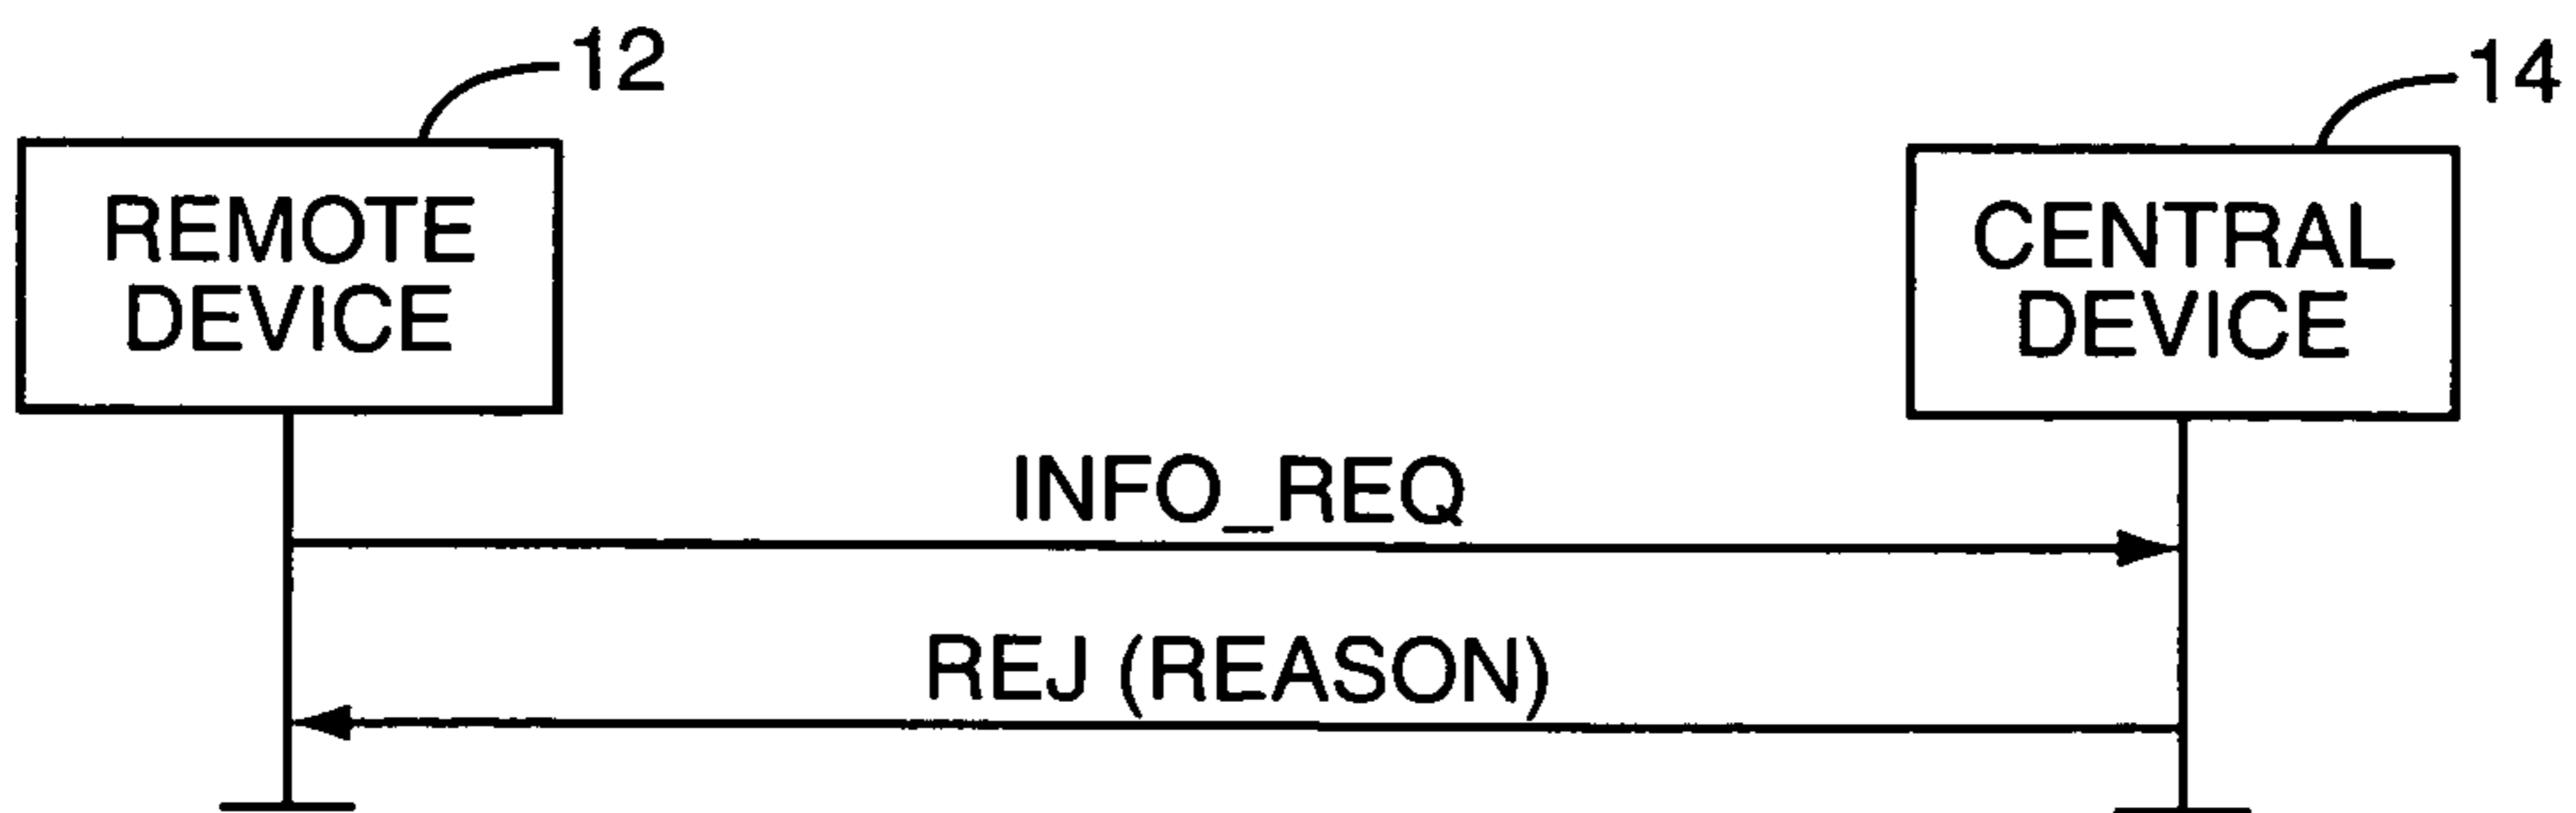 12
14
REMOTE
DEVICE
CENTRAL
DEVICE
INFO_REQ
REJ (REASON)